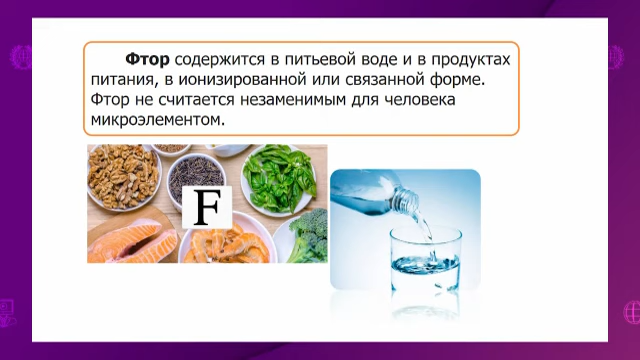 Фтор содержится в питьевой воде и в продуктах
питания, в ионизированной или связанной форме.
Фтор не считается незаменимым для человека
микроэлементом.
F